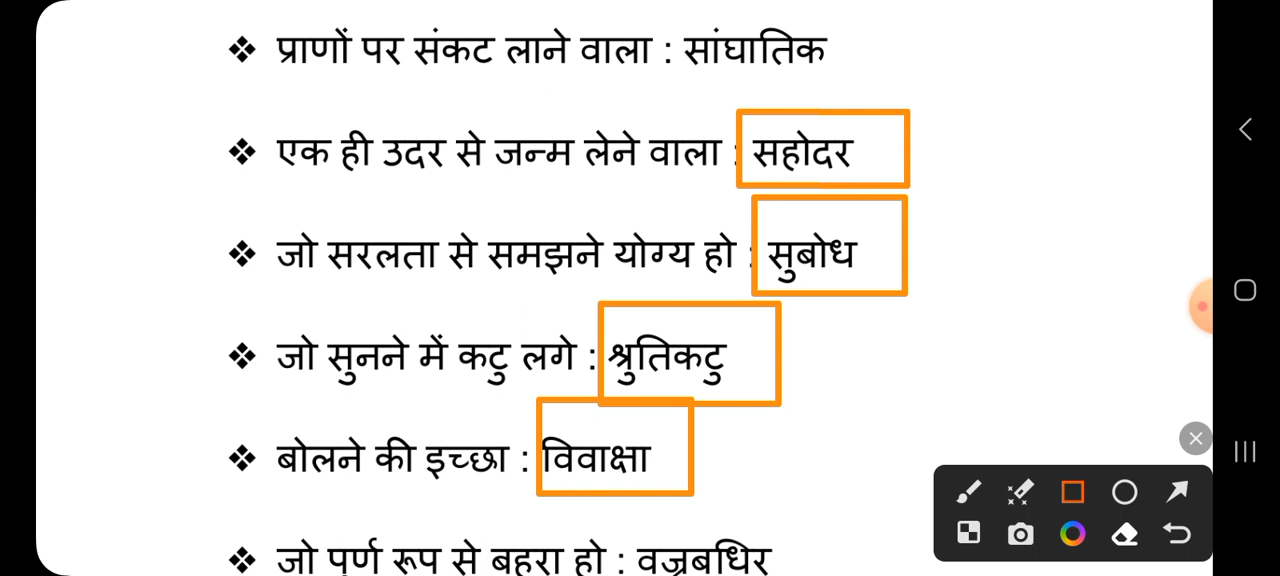 ❖ प्राणों पर संकट लाने वाला : सांघातिक
❖ एक ही उदर से जन्म लेने वाला : सहोदर
❖ जो सरलता से समझने योग्य हो : सुबोध
❖ जो सुनने में कटु लगे : श्रुतिकटु
❖ बोलने की इच्छा : विवाक्षा
❖ जो पूर्ण रूप से बहरा हो : वज्रबधिर